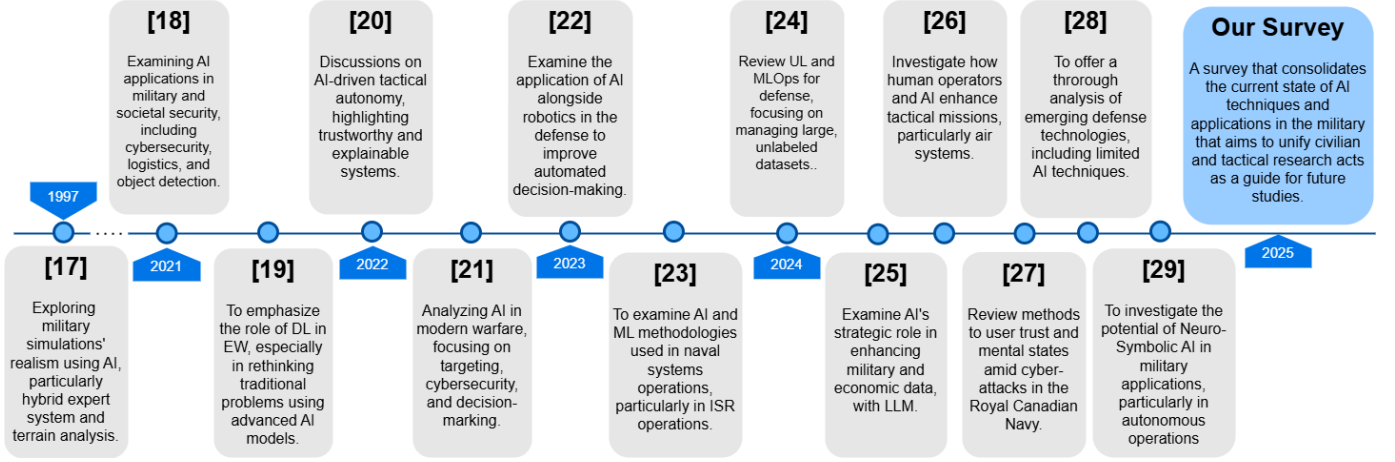 [18]
Examining AI
applications in
military and
societal security,
including
cybersecurity,
logistics, and
object detection.
[20]
Discussions on
AI-driven tactical
autonomy,
highlighting
trustworthy and
explainable
systems.
[22]
Examine the
application of AI
alongside
robotics in the
defense to
improve
automated
decision-making.
[24]
Review UL and
MLOps for
defense,
focusing on
managing large,
unlabeled
datasets..
[26]
Investigate how
human operators
and AI enhance
tactical missions,
particularly air
systems.
[28]
To offer a
throrough
analysis of
emerging defense
technologies,
including limited
AI techniques.
Our Survey
A survey that consolidates
the current state of AI
techniques and
applications in the military
that aims to unify civilian
and tactical research acts
as a guide for future
studies.
1997
2021
2022
2023
2024
2025
[17]
Exploring
military
simulations'
realism using AI,
particularly
hybrid expert
system and
terrain analysis.
[19]
To emphasize
the role of DL in
EW, especially
in rethinking
traditional
problems using
advanced AI
models.
[21]
Analyzing AI in
modern warfare,
focusing on
targeting,
cybersecurity,
and decision-
marking.
[23]
To examine AI and
ML methodologies
used in naval
systems
operations,
particularly in ISR
operations.
[25]
Examine AI's
strategic role in
enhancing
military and
economic data,
with LLM.
[27]
Review methods
to user trust and
mental states
amid cyber-
attacks in the
Royal Canadian
Navy.
[29]
To investigate the
potential of Neuro-
Symbolic AI in
military
applications,
particularly in
autonomous
operations